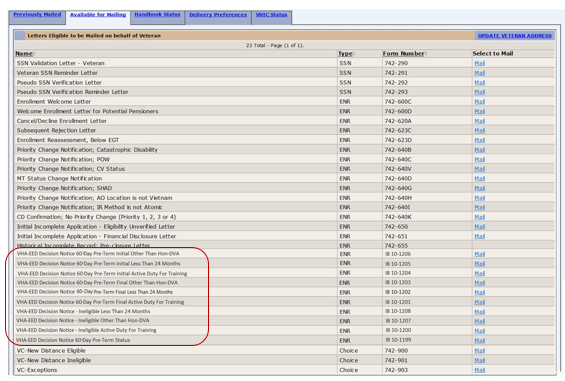 Previously Mailed Available for Mailing Handbook Status Delivery Preferences VHIC Status
Letters Eligible to be Mailed on behalf of Veteran UPDATE VETERAN ADDRESS
23 Total - Page (1 of 1).
Name Type Form Number Select to Mail
SSN Validation Letter - Veteran SSN 742-290 Mail
Veteran SSN Reminder Letter SSN 742-291 Mail
Pseudo SSN Verification Letter SSN 742-292 Mail
Pseudo SSN Verification Reminder Letter SSN 742-293 Mail
Enrollment Welcome Letter ENR 742-600C Mail
Welcome Enrollment Letter for Potential Pensioners ENR 742-600D Mail
Cancel/Decline Enrollment Letter ENR 742-620A Mail
Subsequent Rejection Letter ENR 742-623C Mail
Enrollment Reassessment, Below EGT ENR 742-623D Mail
Priority Change Notification; Catastrophic Disability ENR 742-640B Mail
Priority Change Notification; POW ENR 742-640C Mail
Priority Change Notification; CV Status ENR 742-640V Mail
MT Status Change Notification ENR 742-640D Mail
Priority Change Notification; SHAD ENR 742-640G Mail
Priority Change Notification; AO Location is not Vietnam ENR 742-640H Mail
Priority Change Notification; IR Method is not Atomic ENR 742-640I Mail
CD Confirmation; No Priority Change (Priority 1, 2, 3 or 4) ENR 742-640K Mail
Initial Incomplete Application - Eligibility Unverified Letter ENR 742-650 Mail
Initial Incomplete Application - Financial Disclosure Letter ENR 742-651 Mail
Historical Incomplete Record: Pre-closure Letter ENR 742-655
VHA-EED Decision Notice 60-Day Pre-Term Initial Other Than Hon-DVA ENR IB 10-1206 Mail
VHA-EED Decision Notice 60-Day Pre-Term Initial Less Than 24 Months ENR IB 10-1205 Mail
VHA-EED Decision Notice 60-Day Pre-Term Initial Active Duty For Training ENR IB 10-1204 Mail
VHA-EED Decision Notice 60-Day Pre-Term Final Other Than Hon-DVA ENR IB 10-1203 Mail
VHA-EED Decision Notice 60-Day Pre-Term Final Less Than 24 Months ENR IB 10-1202 Mail
VHA-EED Decision Notice 60-Day Pre-Term Final Active Duty For Training ENR IB 10-1201 Mail
VHA-EED Decision Notice - Ineligible Less Than 24 Months ENR IB 10-1208 Mail
VHA-EED Decision Notice - Ineligible Other Than Hon-DVA ENR IB 10-1207 Mail
VHA-EED Decision Notice - Ineligible Active Duty For Training ENR IB 10-1200 Mail
VHA-EED Decision Notice 60-Day Pre-Term Status ENR IB 10-1199 Mail
VC-New Distance Eligible Choice 742-900 Mail
VC-New Distance Ineligible Choice 742-901 Mail
VC-Exceptions Choice 742-903 Mail